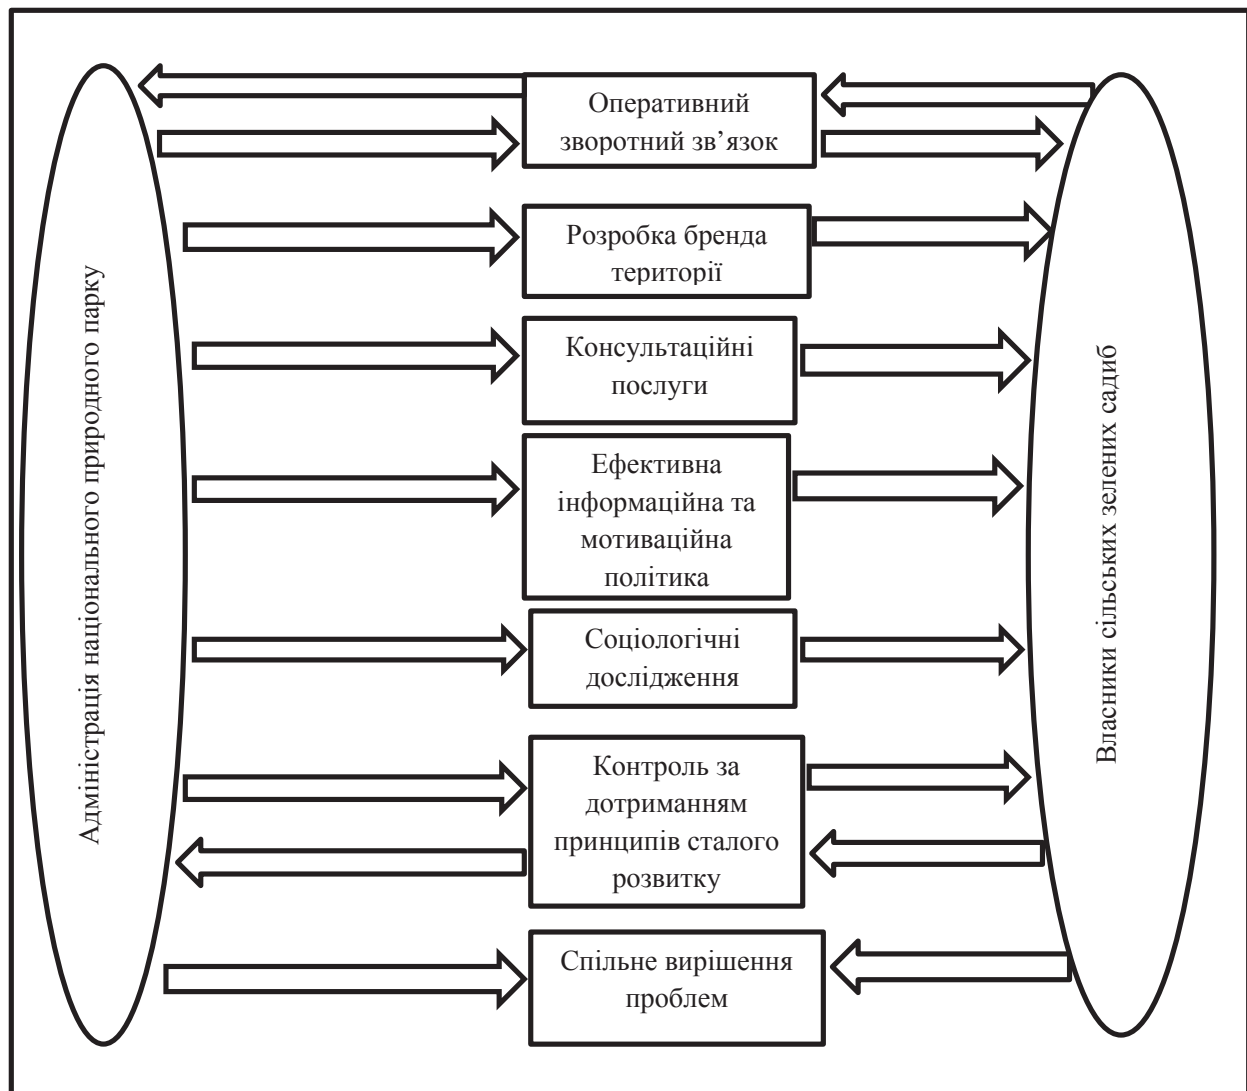 Адміністрація національного природного парку
Оперативний
зворотний зв’язок
Розробка бренда
території
Консультаційні
послуги
Ефективна
інформаційна та
мотиваційна
політика
Соціологічні
дослідження
Контроль за
дотриманням
принципів сталого
розвитку
Спільне вирішення
проблем
Власники сільських зелених садиб